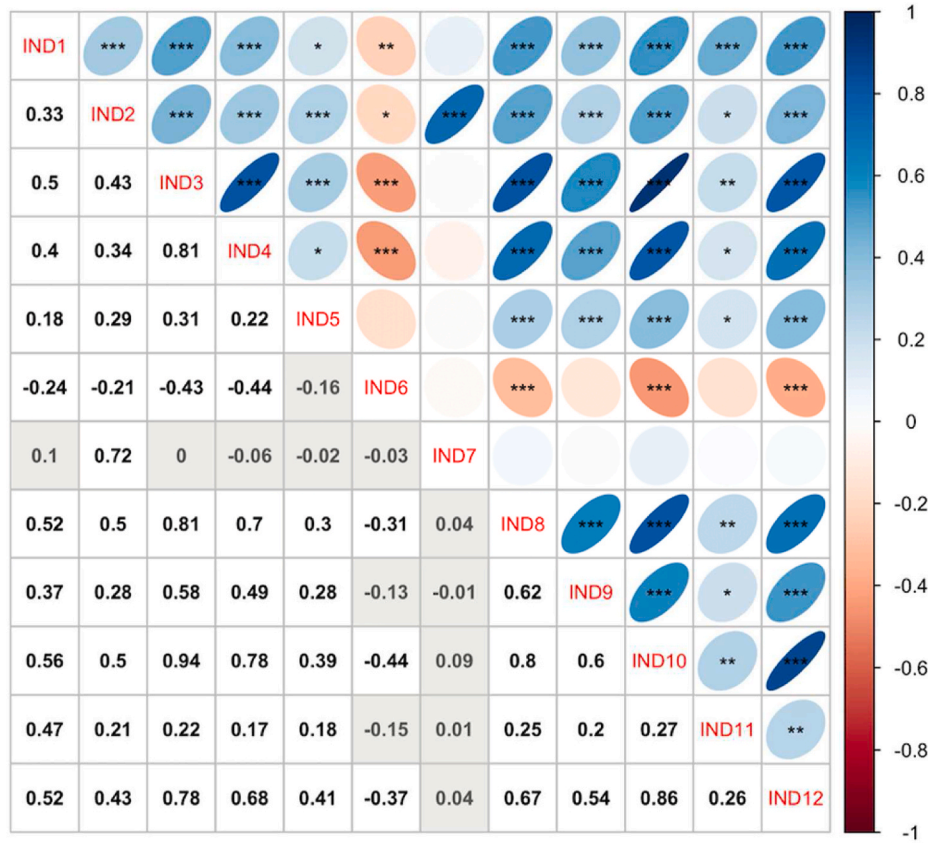 IND1 *** *** *** * ** *** *** *** *** ***
0.33 IND2 *** *** *** * *** *** *** *** * ***
0.5 0.43 IND3 *** *** *** *** *** *** ** ***
0.4 0.34 0.81 IND4 * *** *** *** *** * ***
0.18 0.29 0.31 0.22 IND5 *** *** *** * ***
-0.24 -0.21 -0.43 -0.44 -0.16 IND6 *** *** ***
0.1 0.72 0 -0.06 -0.02 -0.03 IND7
0.52 0.5 0.81 0.7 0.3 -0.31 0.04 IND8 *** *** ** ***
0.37 0.28 0.58 0.49 0.28 -0.13 -0.01 0.62 IND9 *** * ***
0.56 0.5 0.94 0.78 0.39 -0.44 0.09 0.8 0.6 IND10 ** ***
0.47 0.21 0.22 0.17 0.18 -0.15 0.01 0.25 0.2 0.27 IND11 **
0.52 0.43 0.78 0.68 0.41 -0.37 0.04 0.67 0.54 0.86 0.26 IND12
1
0.8
0.6
0.4
0.2
0
-0.2
-0.4
-0.6
-0.8
-1